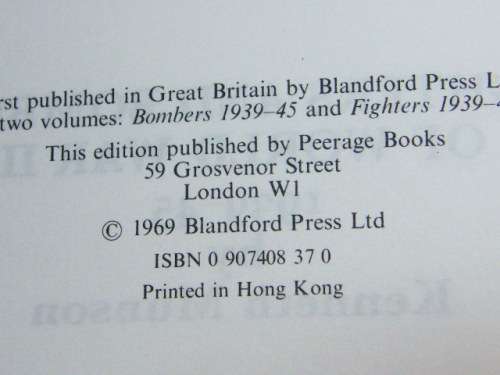 rst published in Great Britain by Blandford Press L
two volumes: Bombers 1939–45 and Fighters 1939–4
This edition published by Peerage Books
59 Grosvenor Street
London W1
© 1969 Blandford Press Ltd
ISBN 0 907408 37 0
Printed in Hong Kong